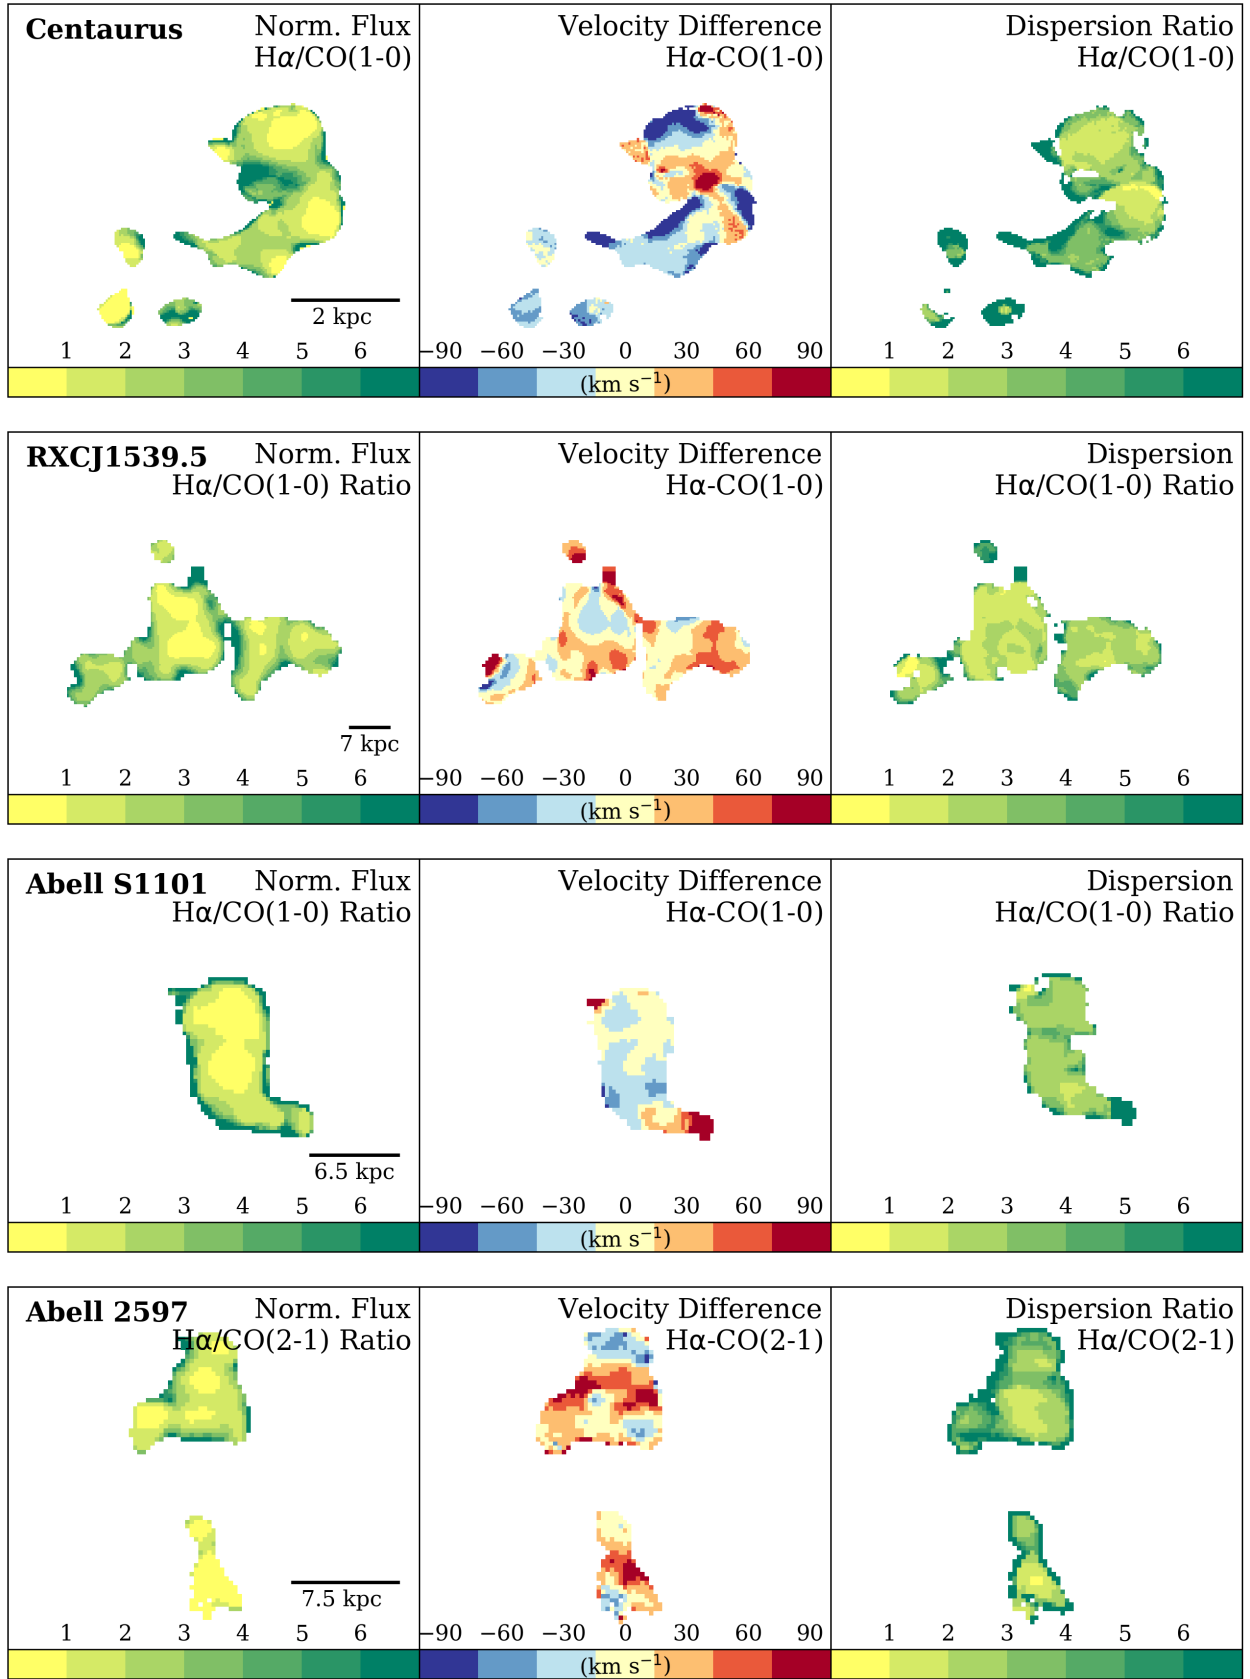 Centaurus
Norm. Flux
Hα/CO(1-0)
Velocity Difference
Hα-CO(1-0)
Dispersion Ratio
Hα/CO(1-0)
2 kpc
1 2 3 4 5 6
−90 −60 −30 0 30 60 90
1 2 3 4 5 6
(km s⁻¹)
RXCJ1539.5
Norm. Flux
Hα/CO(1-0) Ratio
Velocity Difference
Hα-CO(1-0)
Dispersion
Hα/CO(1-0) Ratio
7 kpc
1 2 3 4 5 6
−90 −60 −30 0 30 60 90
1 2 3 4 5 6
(km s⁻¹)
Abell S1101
Norm. Flux
Hα/CO(1-0) Ratio
Velocity Difference
Hα-CO(1-0)
Dispersion
Hα/CO(1-0) Ratio
6.5 kpc
1 2 3 4 5 6
−90 −60 −30 0 30 60 90
1 2 3 4 5 6
(km s⁻¹)
Abell 2597
Norm. Flux
Hα/CO(2-1) Ratio
Velocity Difference
Hα-CO(2-1)
Dispersion Ratio
Hα/CO(2-1)
7.5 kpc
1 2 3 4 5 6
−90 −60 −30 0 30 60 90
1 2 3 4 5 6
(km s⁻¹)